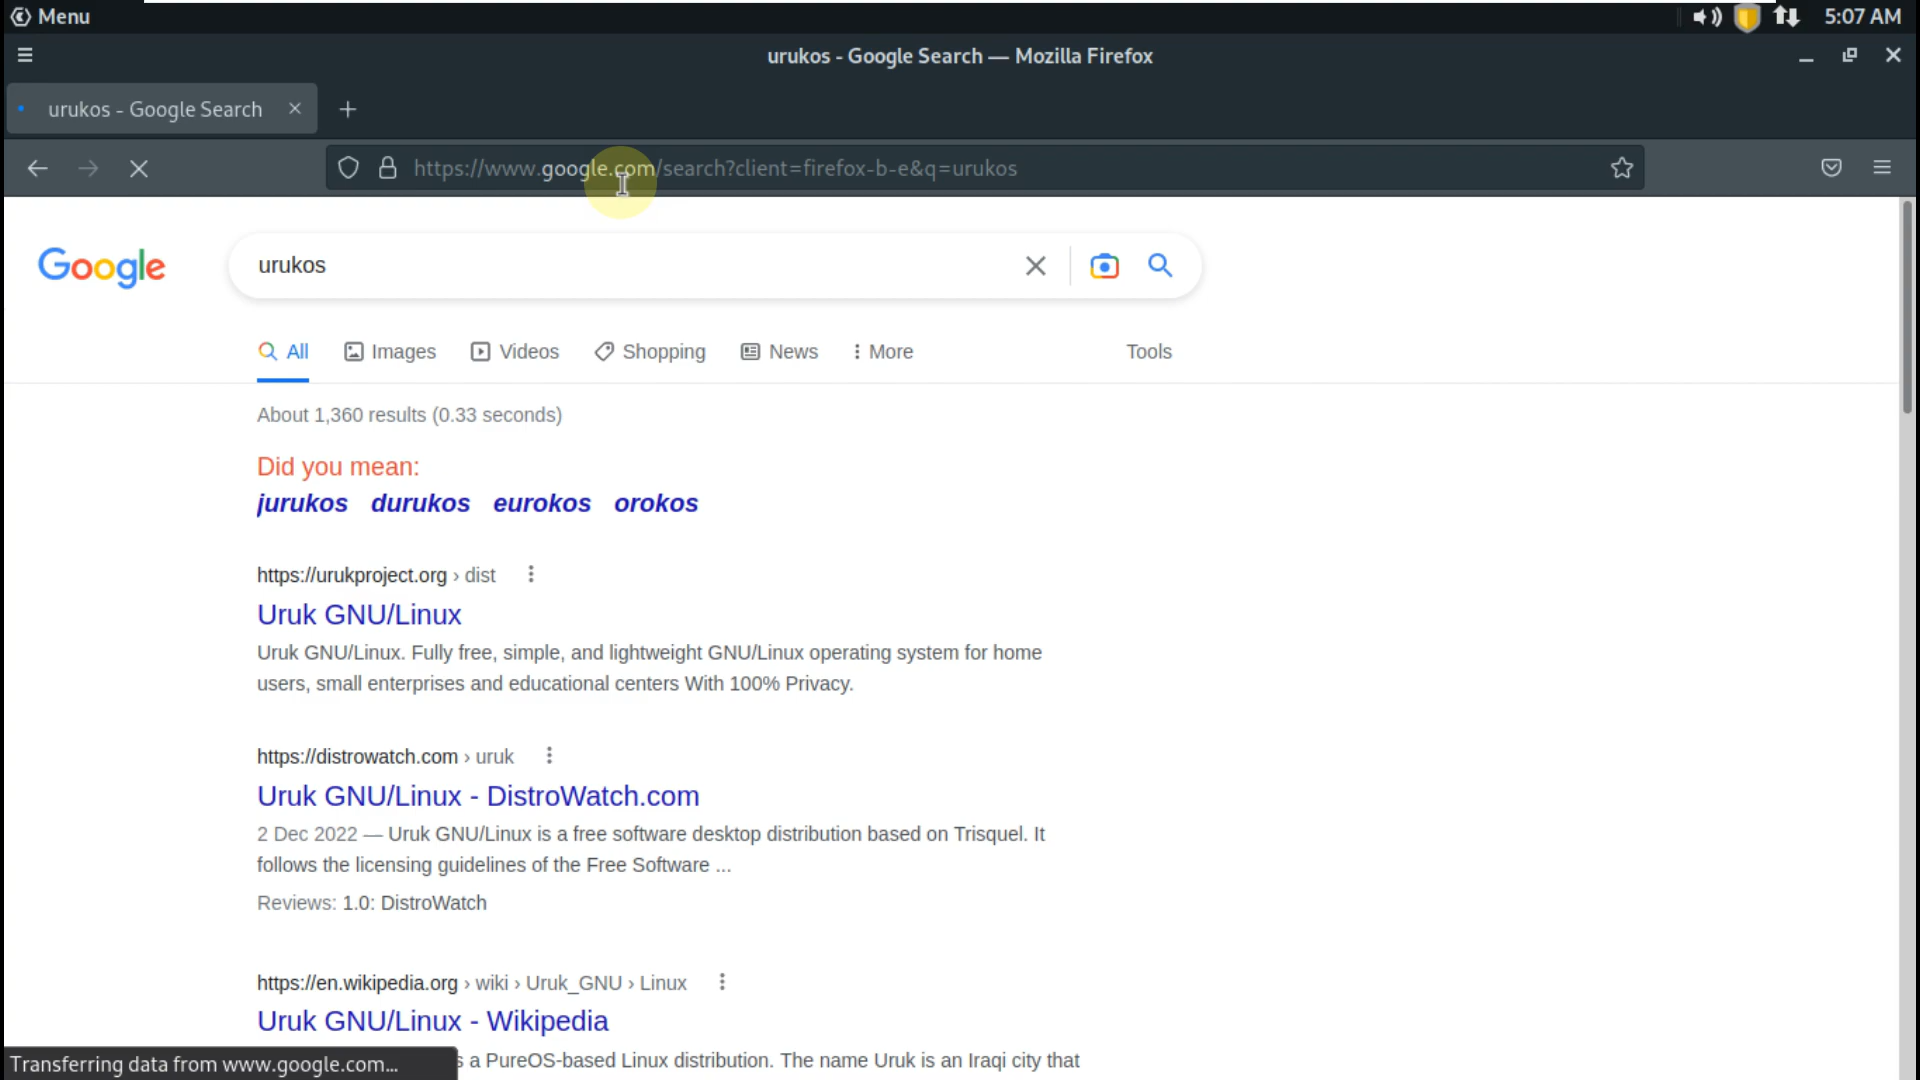 Menu
5:07 AM
urukos - Google Search — Mozilla Firefox
urukos - Google Search
https://www.google.com/search?client=firefox-b-e&q=urukos
Google
urukos
All
Images
Videos
Shopping
News
More
Tools
About 1,360 results (0.33 seconds)
Did you mean:
jurukos durukos eurokos orokos
https://urukproject.org › dist
Uruk GNU/Linux
Uruk GNU/Linux. Fully free, simple, and lightweight GNU/Linux operating system for home
users, small enterprises and educational centers With 100% Privacy.
https://distrowatch.com › uruk
Uruk GNU/Linux - DistroWatch.com
2 Dec 2022 — Uruk GNU/Linux is a free software desktop distribution based on Trisquel. It
follows the licensing guidelines of the Free Software ...
Reviews: 1.0: DistroWatch
https://en.wikipedia.org › wiki › Uruk_GNU › Linux
Uruk GNU/Linux - Wikipedia
a PureOS-based Linux distribution. The name Uruk is an Iraqi city that
Transferring data from www.google.com...